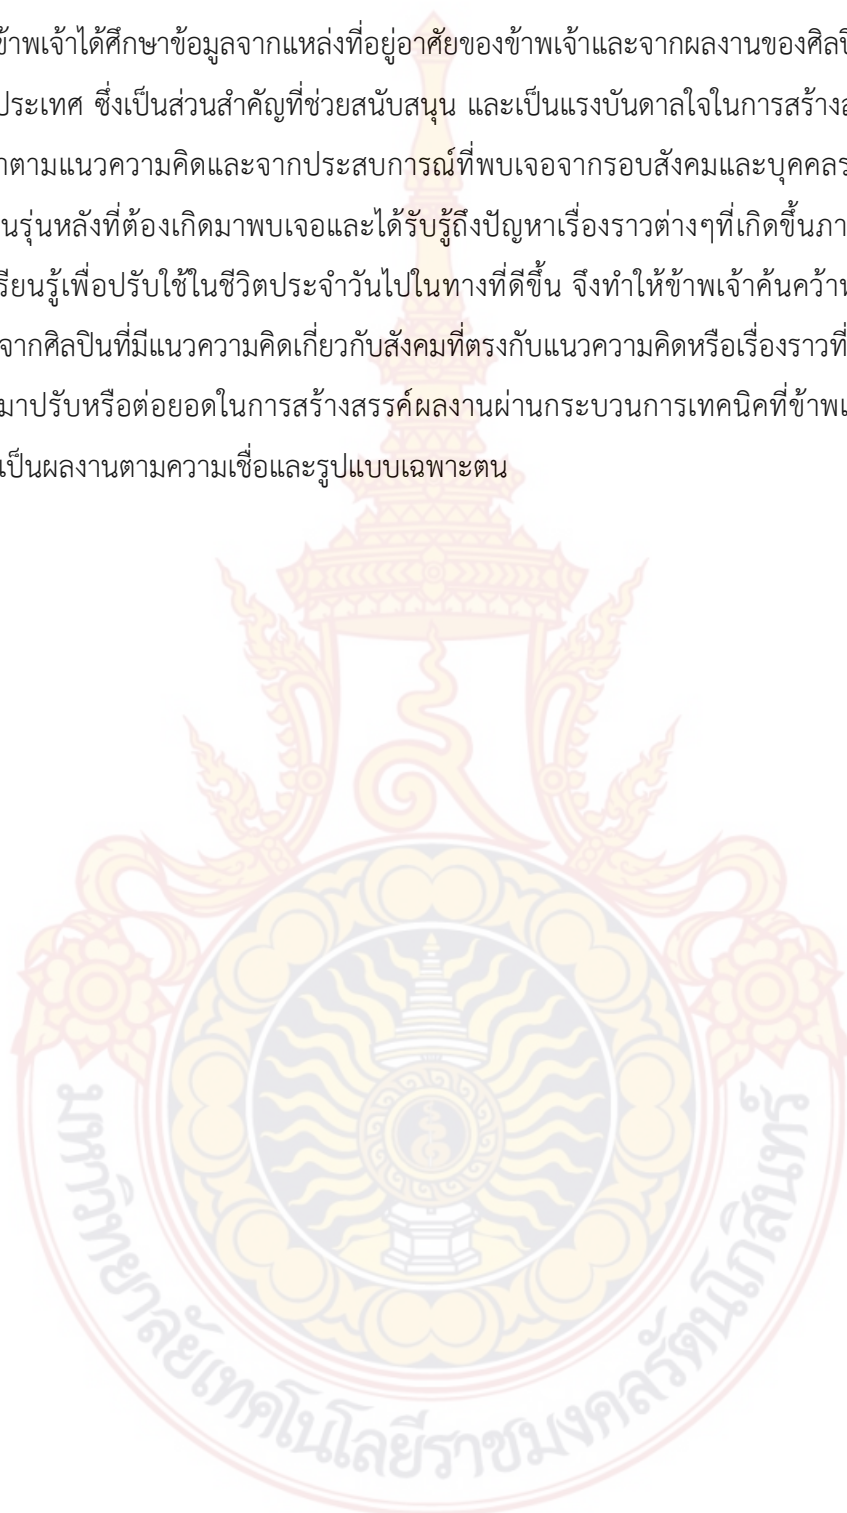 ข้าพเจ้าได้ศึกษาข้อมูลจากแหล่งที่อยู่อาศัยของข้าพเจ้าและจากผลงานของศิลปิ
ประเทศ ซึ่งเป็นส่วนสำคัญที่ช่วยสนับสนุน และเป็นแรงบันดาลใจในการสร้าง
าตามแนวความคิดและจากประสบการณ์ที่พบเจอจากรอบสังคมและบุคคลร
นรุ่นหลังที่ต้องเกิดมาพบเจอและได้รับรู้ถึงปัญหาเรื่องราวต่างๆที่เกิดขึ้นภา
รียนรู้เพื่อปรับใช้ในชีวิตประจำวันไปในทางที่ดีขึ้น จึงทำให้ข้าพเจ้าค้นคว้าห
จากศิลปินที่มีแนวความคิดเกี่ยวกับสังคมที่ตรงกับแนวความคิดหรือเรื่องราวที่
มาปรับหรือต่อยอดในการสร้างสรรค์ผลงานผ่านกระบวนการเทคนิคที่ข้าพเ
เป็นผลงานตามความเชื่อและรูปแบบเฉพาะตน
มหาวิทยาลัยเทคโนโลยีราชมงคลรัตนโกสินทร์